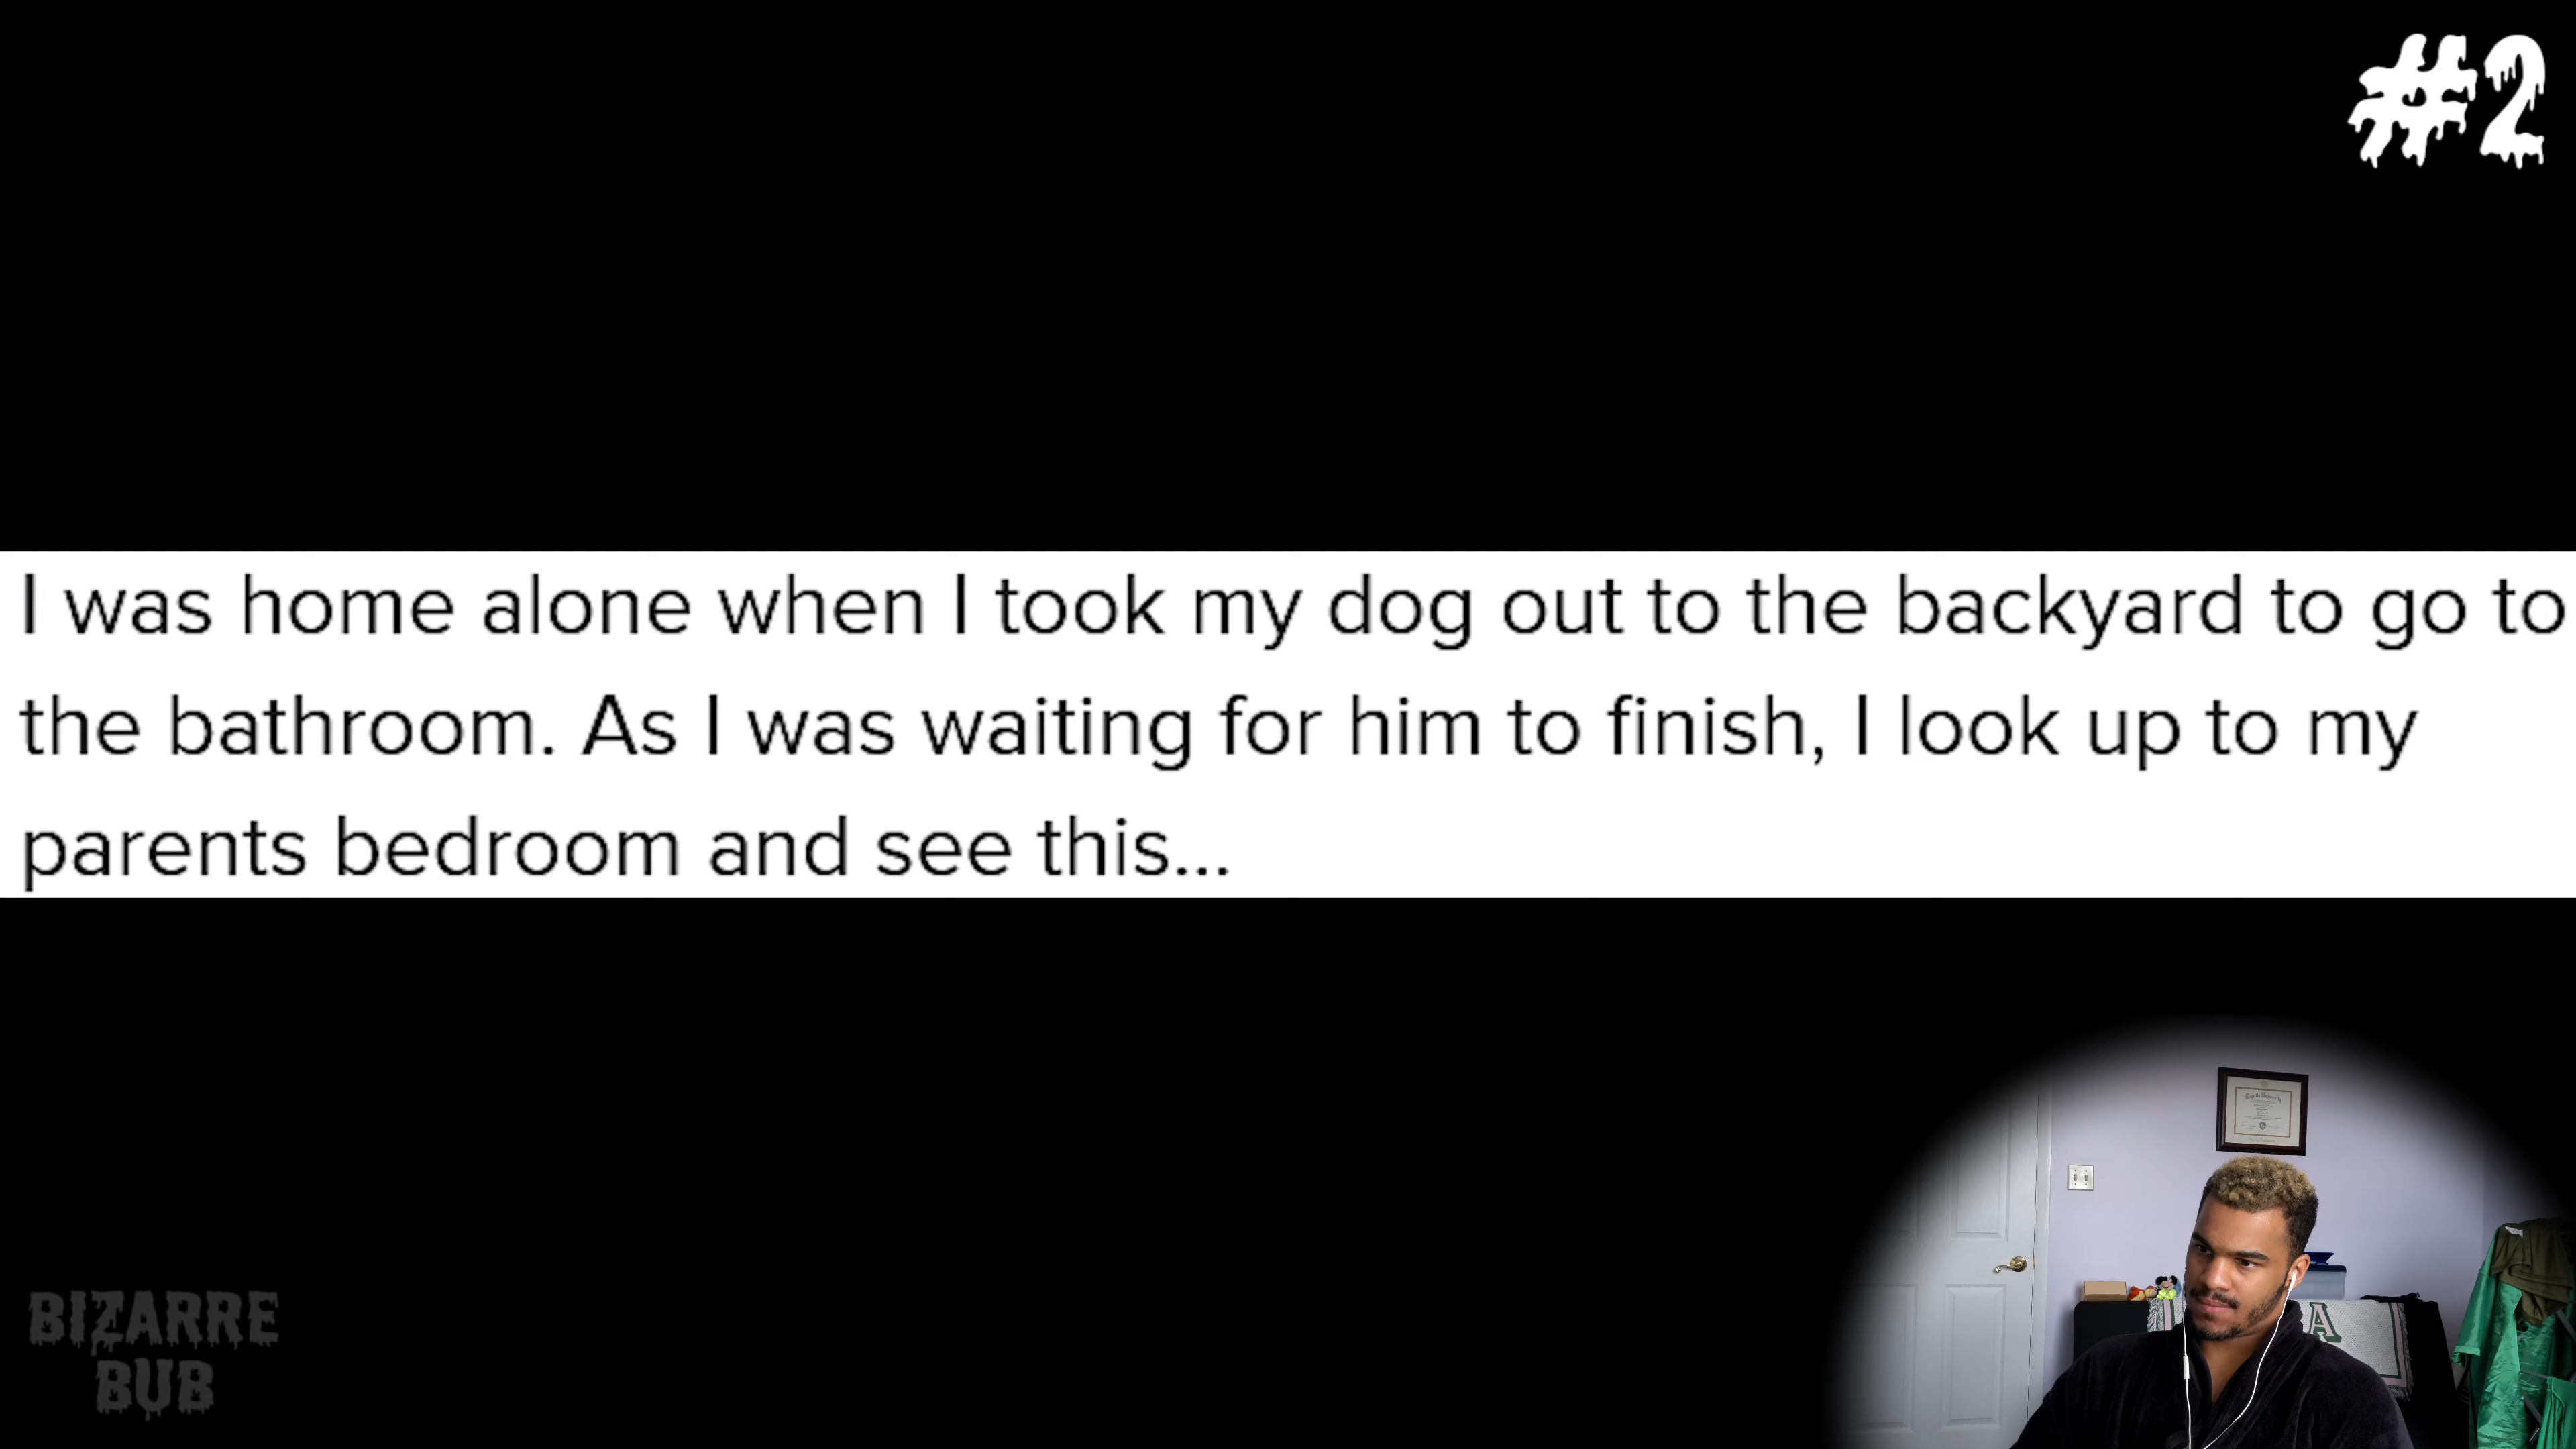 #2
I was home alone when I took my dog out to the backyard to go to
the bathroom. As I was waiting for him to finish, I look up to my
parents bedroom and see this...
BIZARRE
BUB
A